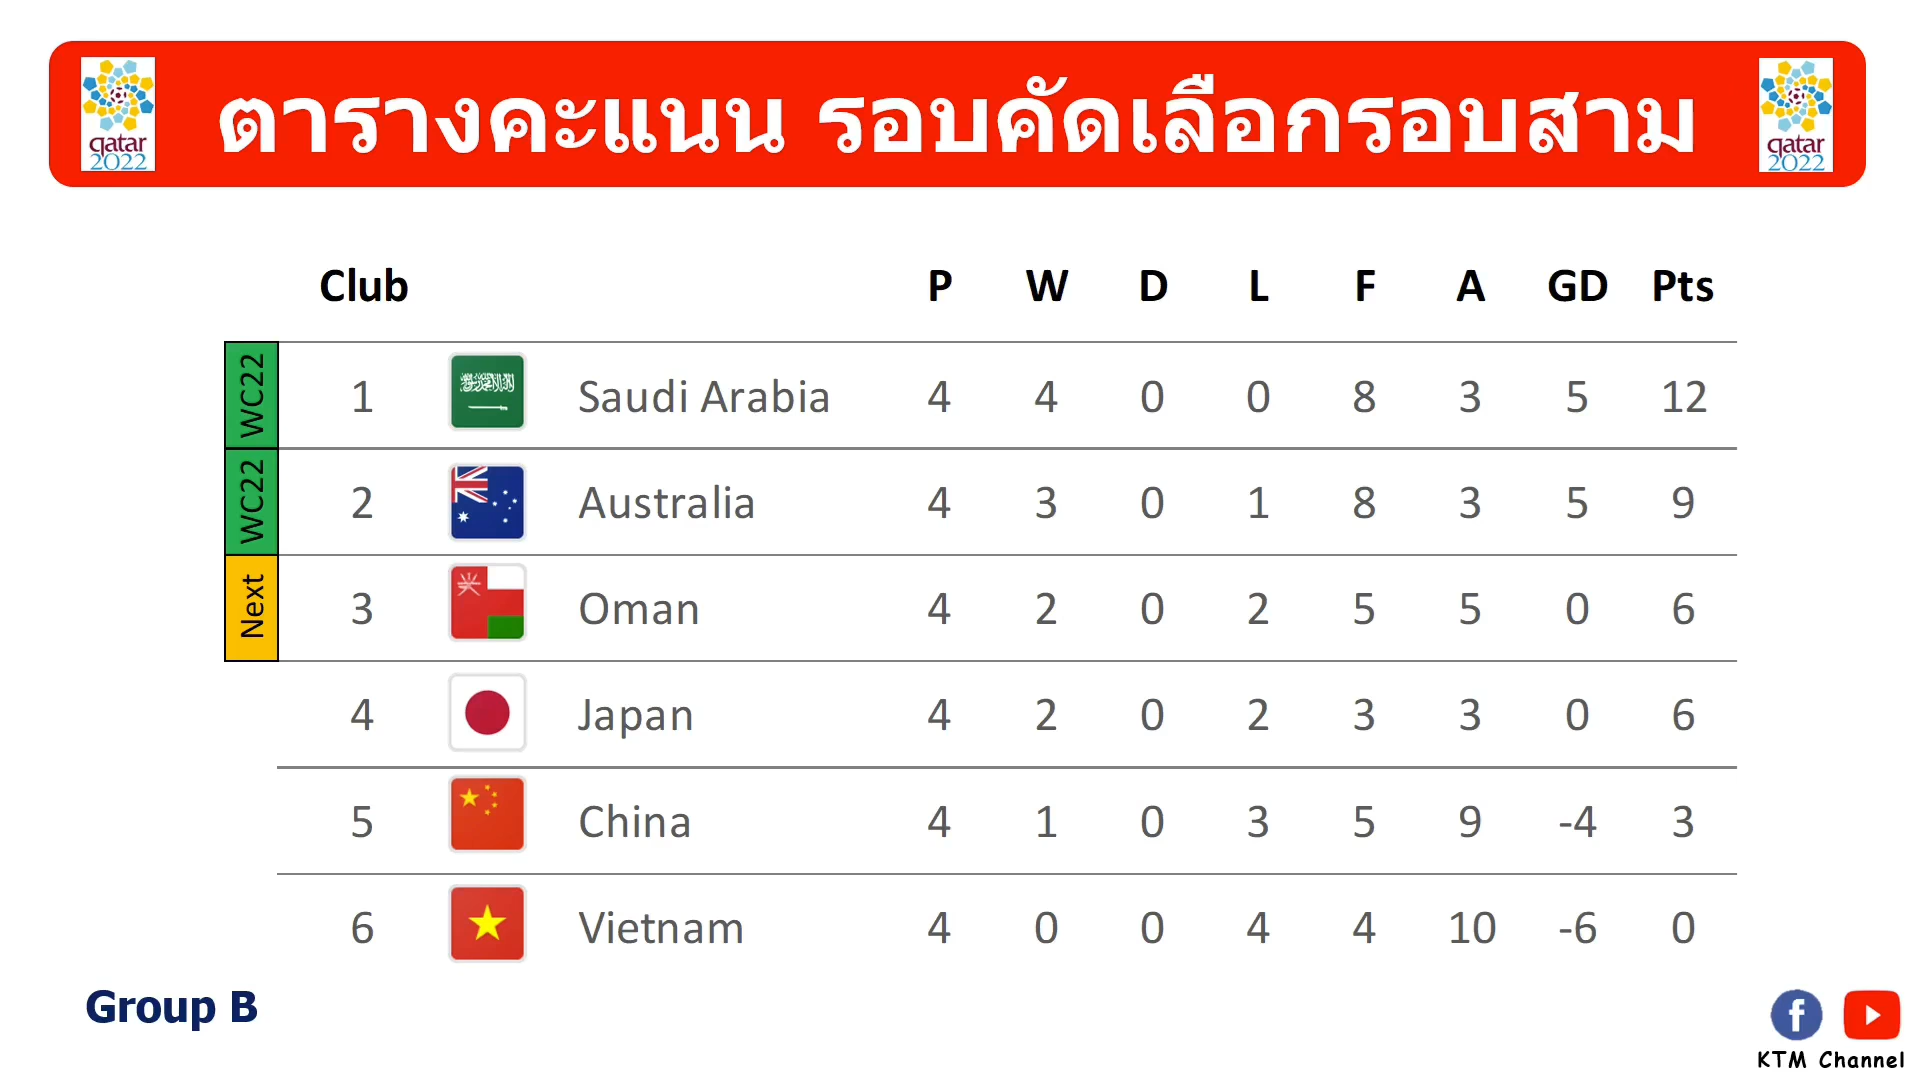 qatar
2022
ตารางคะแนน รอบคัดเลือกรอบสาม
qatar
2022
Club P W D L F A GD Pts
WC22 1 Saudi Arabia 4 4 0 0 8 3 5 12
WC22 2 Australia 4 3 0 1 8 3 5 9
Next 3 Oman 4 2 0 2 5 5 0 6
4 Japan 4 2 0 2 3 3 0 6
5 China 4 1 0 3 5 9 -4 3
6 Vietnam 4 0 0 4 4 10 -6 0
Group B
f
KTM Channel